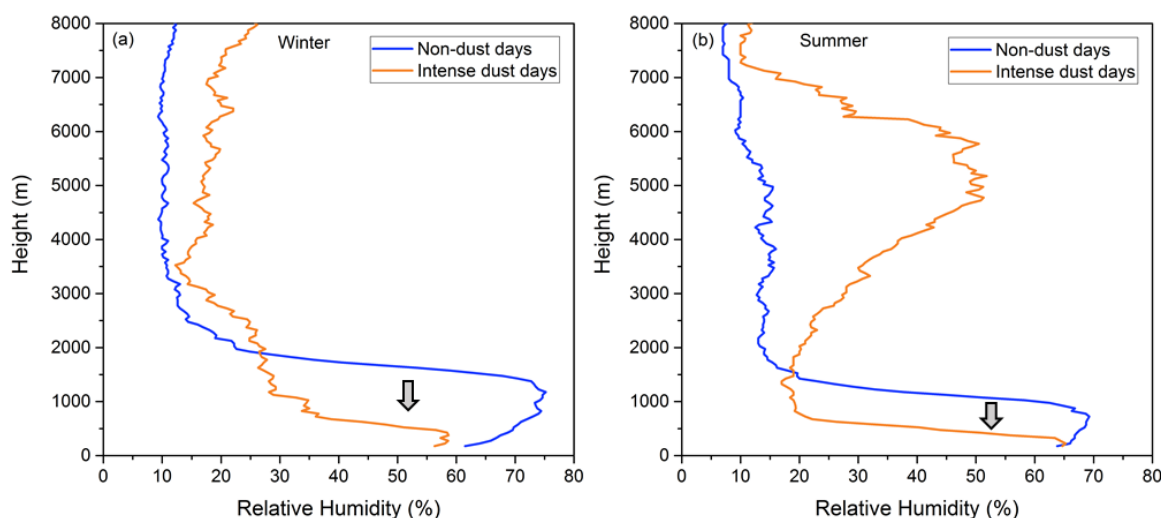 (a)
Winter
Non-dust days
Intense dust days
8000
7000
6000
5000
4000
3000
2000
1000
0
Height (m)
0 10 20 30 40 50 60 70 80
Relative Humidity (%)
(b)
Summer
Non-dust days
Intense dust days
8000
7000
6000
5000
4000
3000
2000
1000
0
Height (m)
0 10 20 30 40 50 60 70 80
Relative Humidity (%)